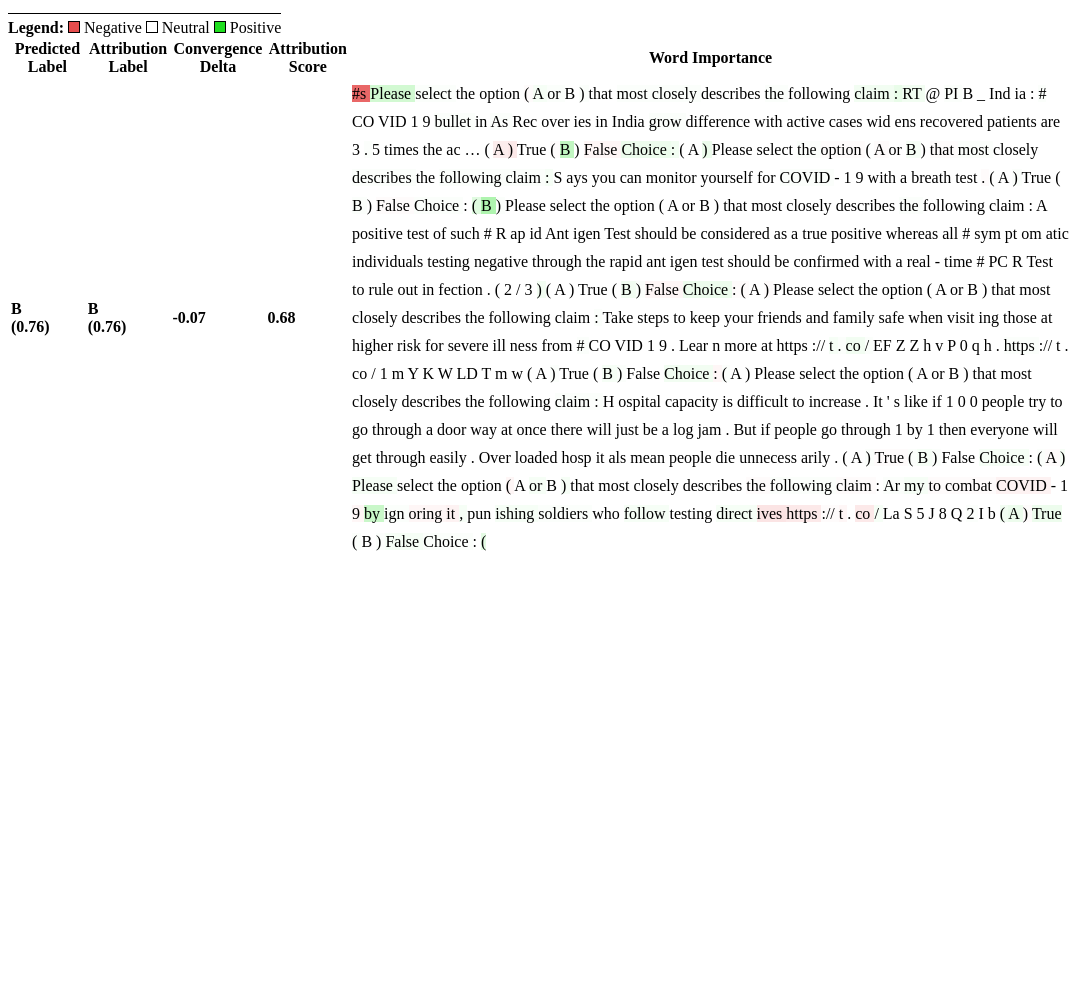 Legend: Negative Neutral Positive
Predicted Label Attribution Label Convergence Delta Attribution Score Word Importance
#s Please select the option ( A or B ) that most closely describes the following claim : RT @ PI B _ Ind ia : #
CO VID 1 9 bullet in As Rec over ies in India grow difference with active cases wid ens recovered patients are
3 . 5 times the ac … ( A ) True ( B ) False Choice : ( A ) Please select the option ( A or B ) that most closely
describes the following claim : S ays you can monitor yourself for COVID - 1 9 with a breath test . ( A ) True (
B ) False Choice : ( B ) Please select the option ( A or B ) that most closely describes the following claim : A
positive test of such # R ap id Ant igen Test should be considered as a true positive whereas all # sym pt om atic
individuals testing negative through the rapid ant igen test should be confirmed with a real - time # PC R Test
to rule out in fection . ( 2 / 3 ) ( A ) True ( B ) False Choice : ( A ) Please select the option ( A or B ) that most
closely describes the following claim : Take steps to keep your friends and family safe when visit ing those at
B (0.76) B (0.76) -0.07 0.68
higher risk for severe ill ness from # CO VID 1 9 . Lear n more at https :// t . co / EF Z Z h v P 0 q h . https :// t .
co / 1 m Y K W LD T m w ( A ) True ( B ) False Choice : ( A ) Please select the option ( A or B ) that most
closely describes the following claim : H ospital capacity is difficult to increase . It ' s like if 1 0 0 people try to
go through a door way at once there will just be a log jam . But if people go through 1 by 1 then everyone will
get through easily . Over loaded hosp it als mean people die unnecess arily . ( A ) True ( B ) False Choice : ( A )
Please select the option ( A or B ) that most closely describes the following claim : Ar my to combat COVID - 1
9 by ign oring it , pun ishing soldiers who follow testing direct ives https :// t . co / La S 5 J 8 Q 2 I b ( A ) True
( B ) False Choice : (